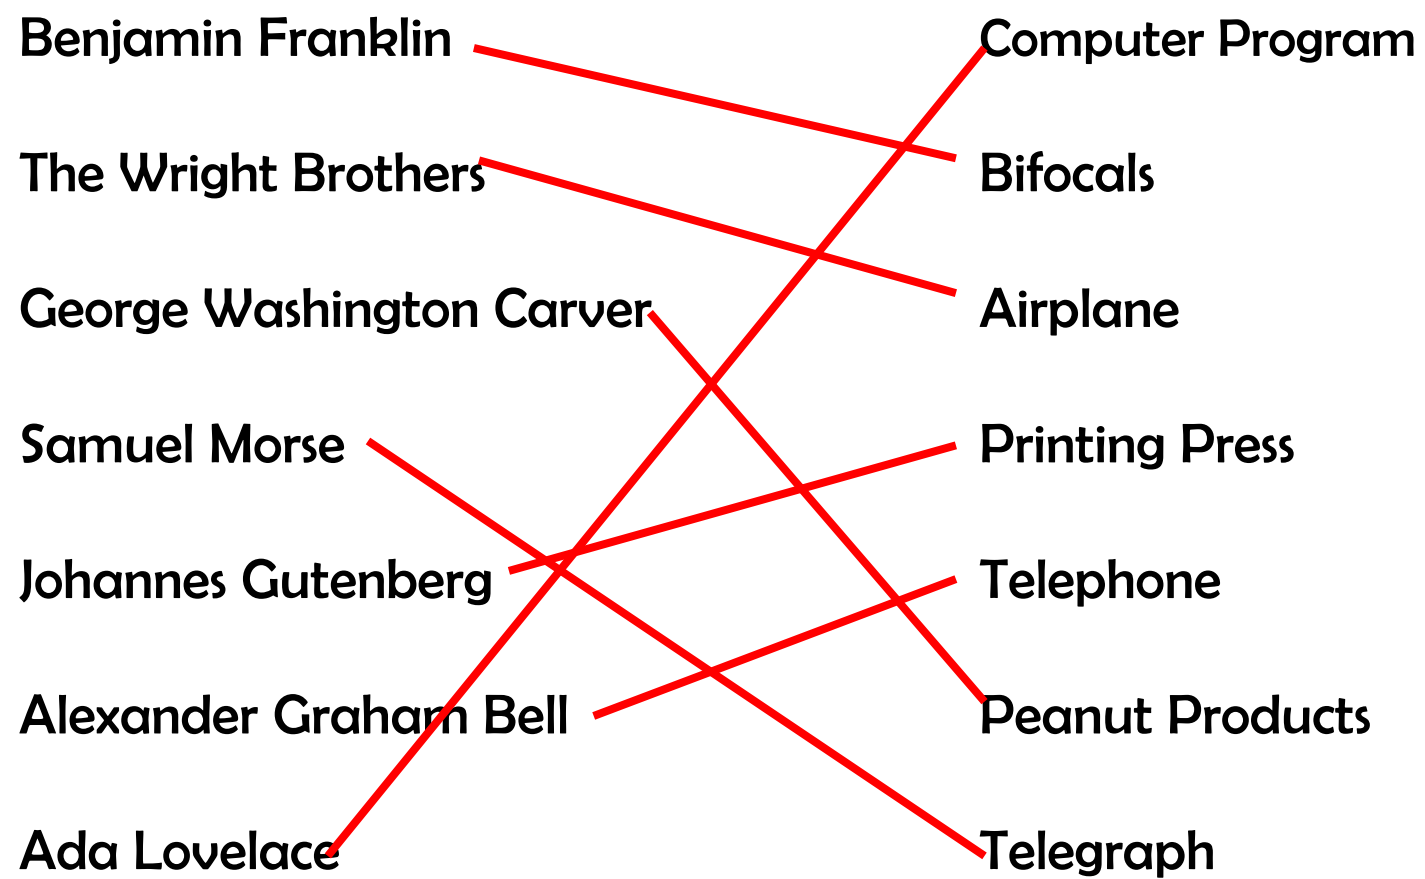 Benjamin Franklin
Computer Program
The Wright Brothers
Bifocals
George Washington Carver
Airplane
Samuel Morse
Printing Press
Johannes Gutenberg
Telephone
Alexander Graham Bell
Peanut Products
Ada Lovelace
Telegraph